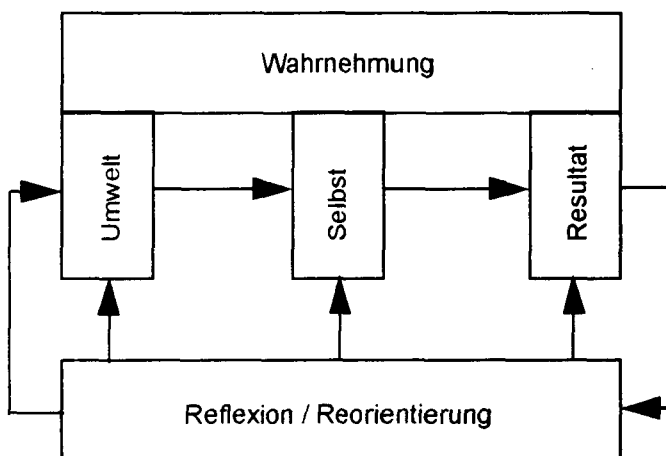 Wahrnehmung
Umwelt
Selbst
Resultat
Reflexion / Reorientierung